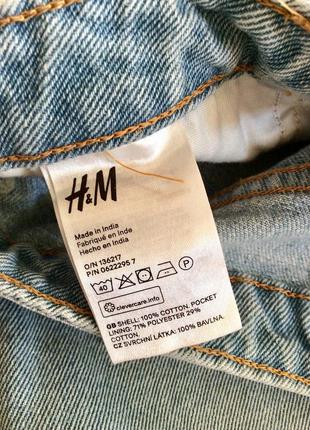 H&M
Made in India
Fabriqué en Inde
Hecho en India
O/N 136217
P/N 0622295 7
40
P
clevercare.info
GB SHELL: 100% COTTON. POCKET
LINING: 71% POLYESTER 29%
COTTON.
CZ SVRCHNÍ LÁTKA: 100% BAVLNA.